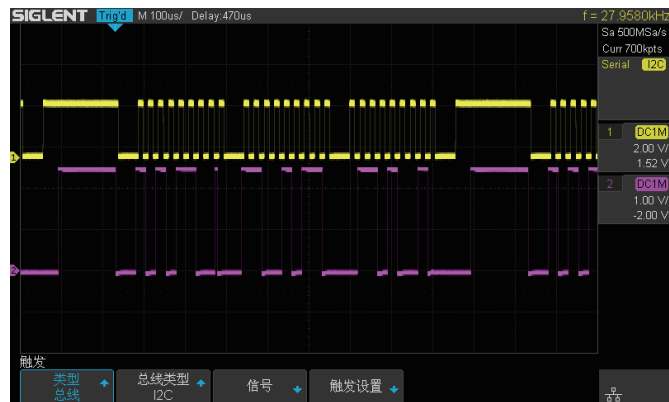 SIGLENT Trig'd M 100us/ Delay:470us f = 27.9580kHz
Sa 500MSa/s
Curr 700kpts
Serial I2C
1 DC1M
2.00 V/
1.52 V
2 DC1M
1.00 V/
-2.00 V
1
2
触发
类型 总线类型 信号 触发设置
总线 I2C